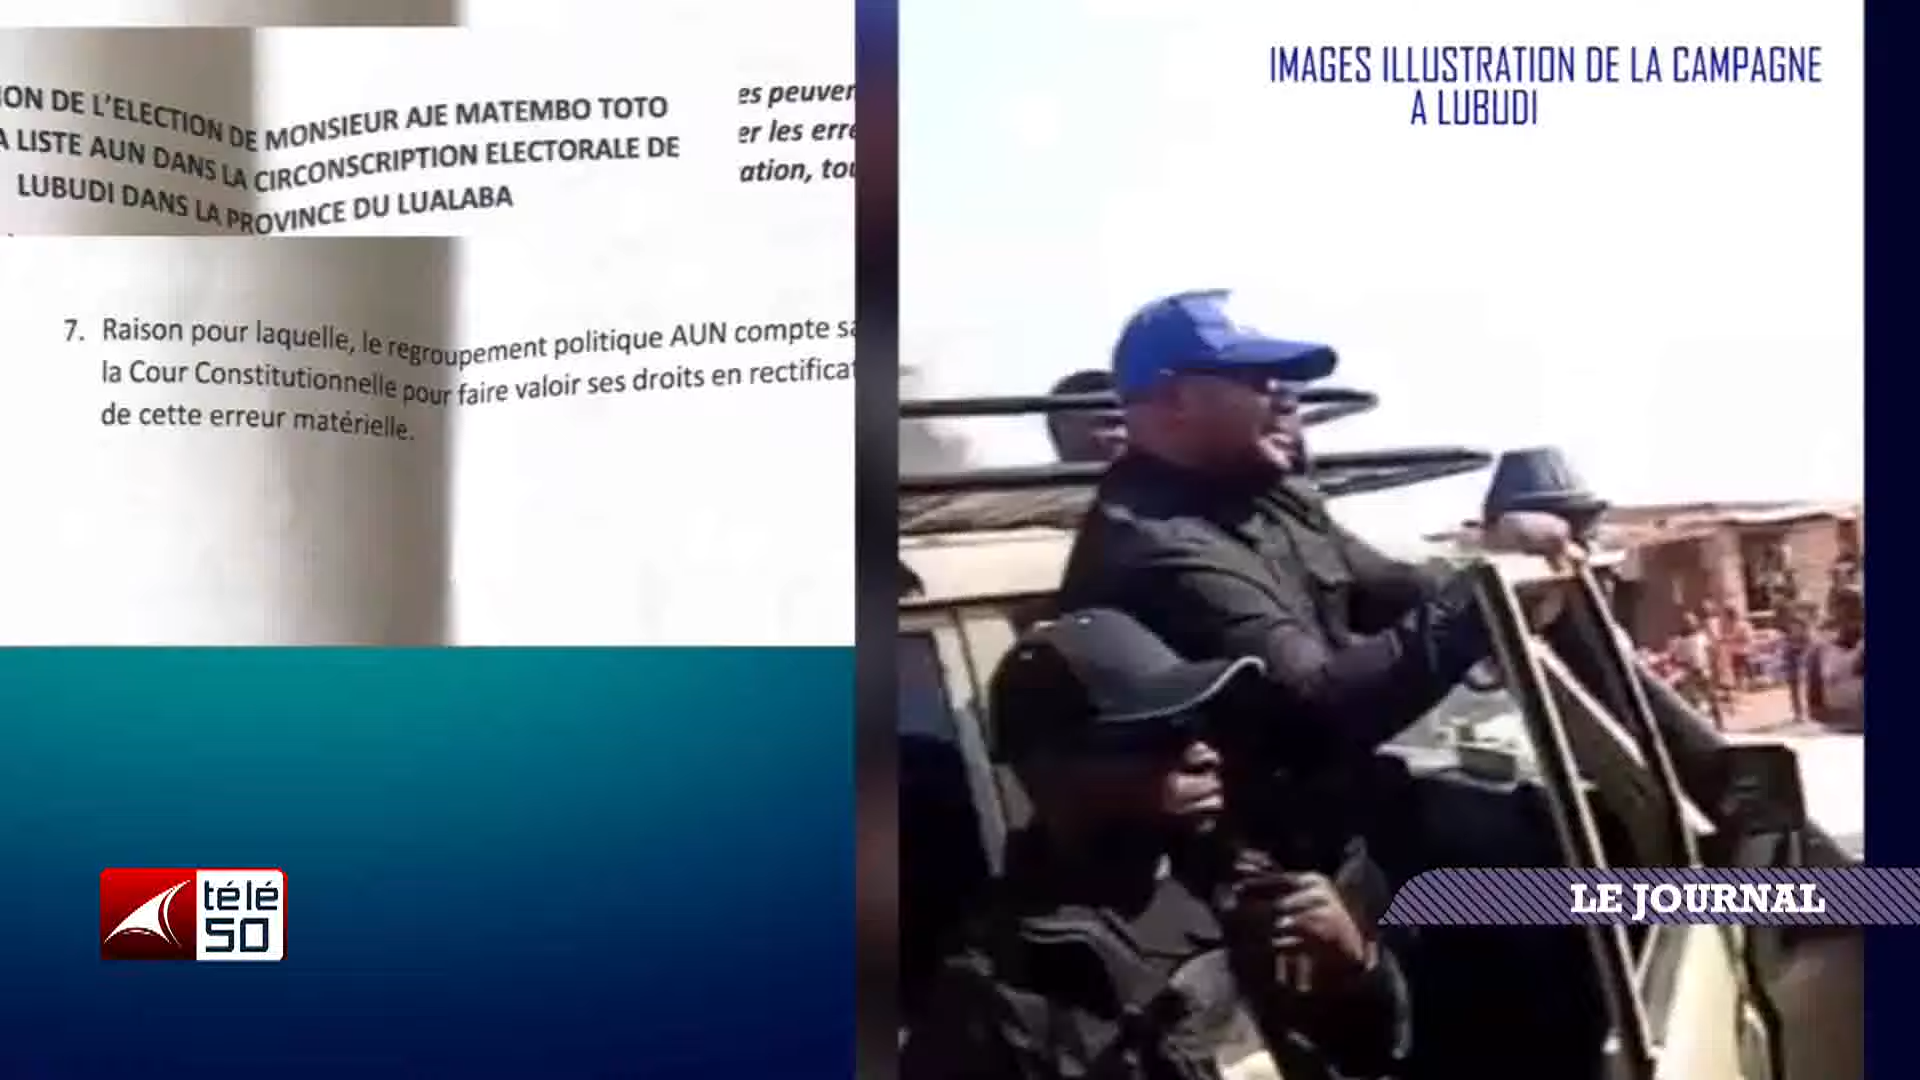 ION DE L'ELECTION DE MONSIEUR AJE MATEMBO TOTO
A LISTE AUN DANS LA CIRCONSCRIPTION ELECTORALE DE
LUBUDI DANS LA PROVINCE DU LUALABA
es peuven
er les erre
ation, tou
7. Raison pour laquelle, le regroupement politique AUN compte sa
la Cour Constitutionnelle pour faire valoir ses droits en rectificat
de cette erreur matérielle.
IMAGES ILLUSTRATION DE LA CAMPAGNE
A LUBUDI
télé
50
LE JOURNAL